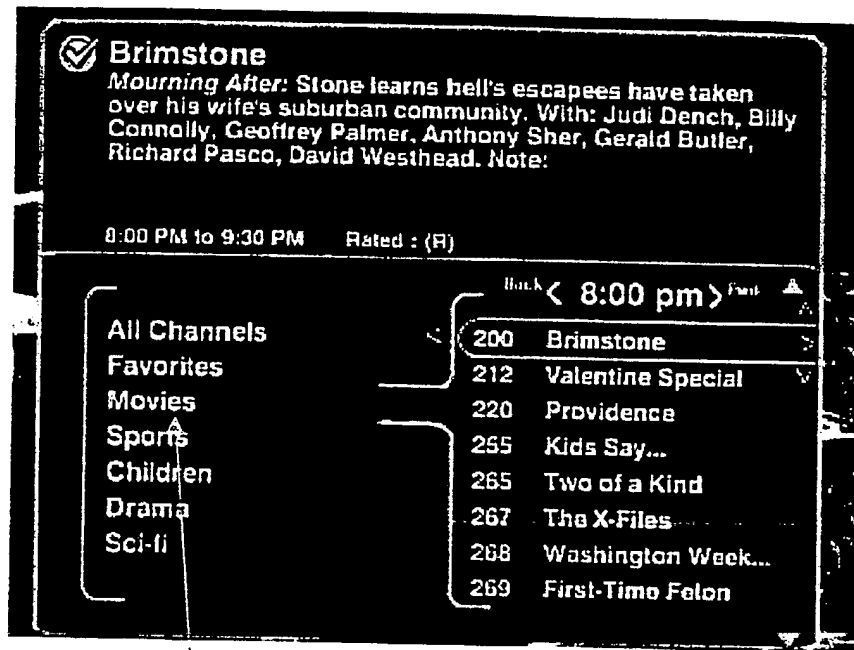 Brimstone
Mourning After: Stone learns hell's escapees have taken
over his wife's suburban community. With: Judi Dench, Billy
Connolly, Geoffrey Palmer, Anthony Sher, Gerald Butler,
Richard Pasco, David Westhead. Note:
8:00 PM to 9:30 PM Rated : (R)
Back < 8:00 pm >
All Channels
Favorites
Movies
Sports
Children
Drama
Sci-fi
200 Brimstone
212 Valentine Special
220 Providence
255 Kids Say...
265 Two of a Kind
267 The X-Files
268 Washington Week...
269 First-Time Felon